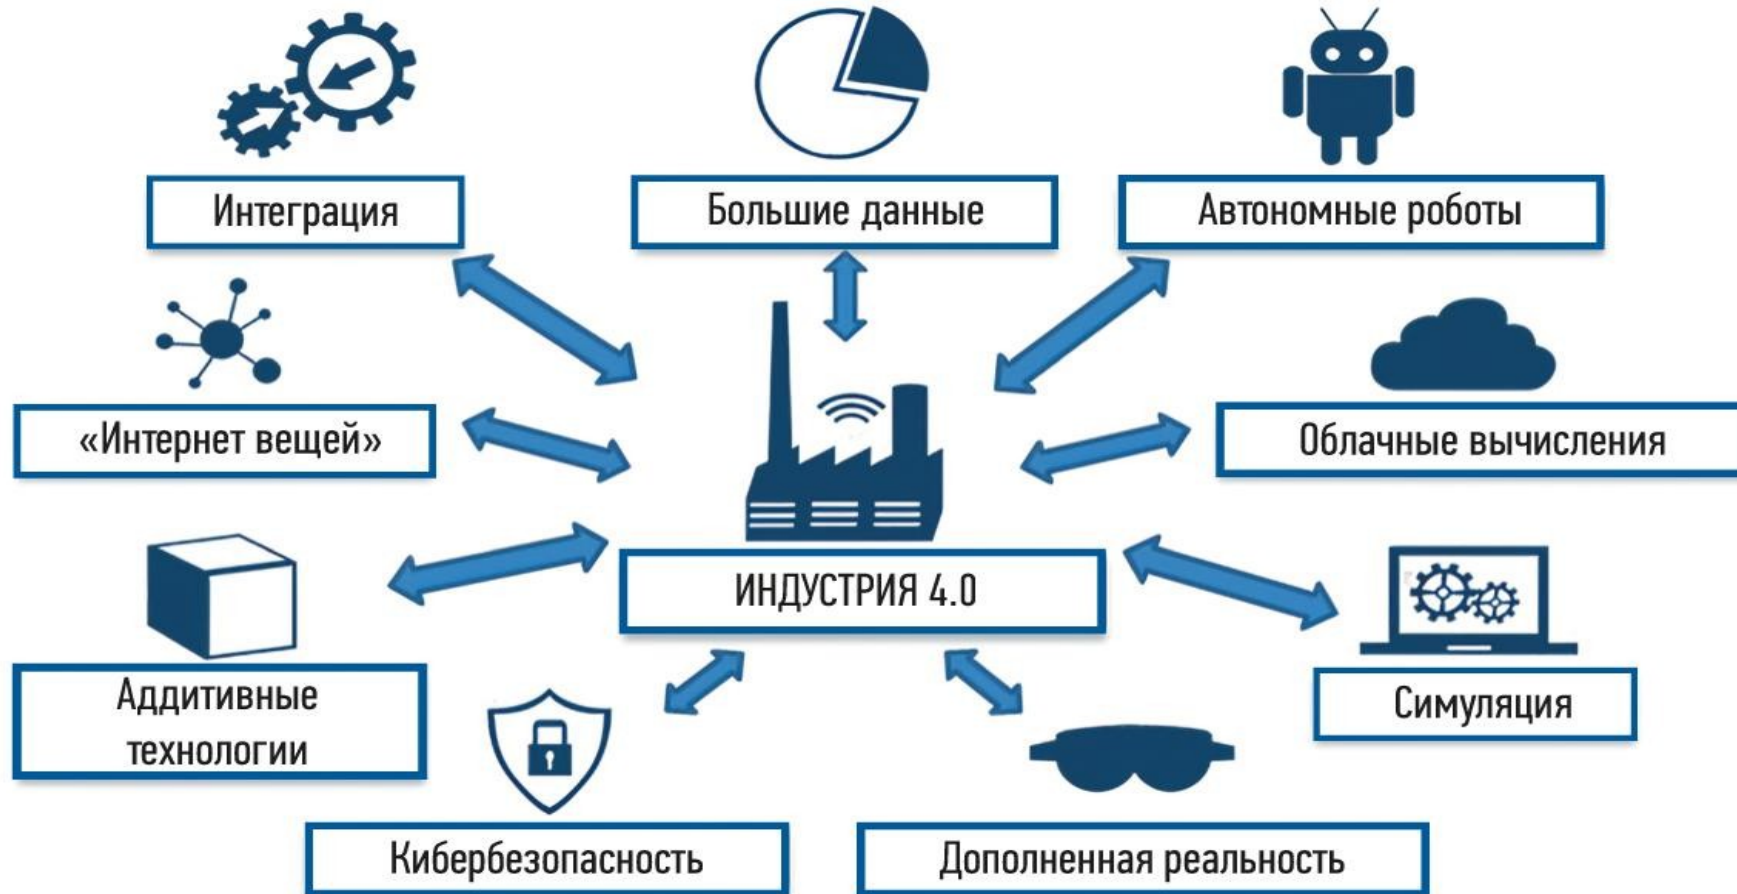 Интеграция
Большие данные
Автономные роботы
«Интернет вещей»
Облачные вычисления
ИНДУСТРИЯ 4.0
Аддитивные
технологии
Симуляция
Кибербезопасность
Дополненная реальность